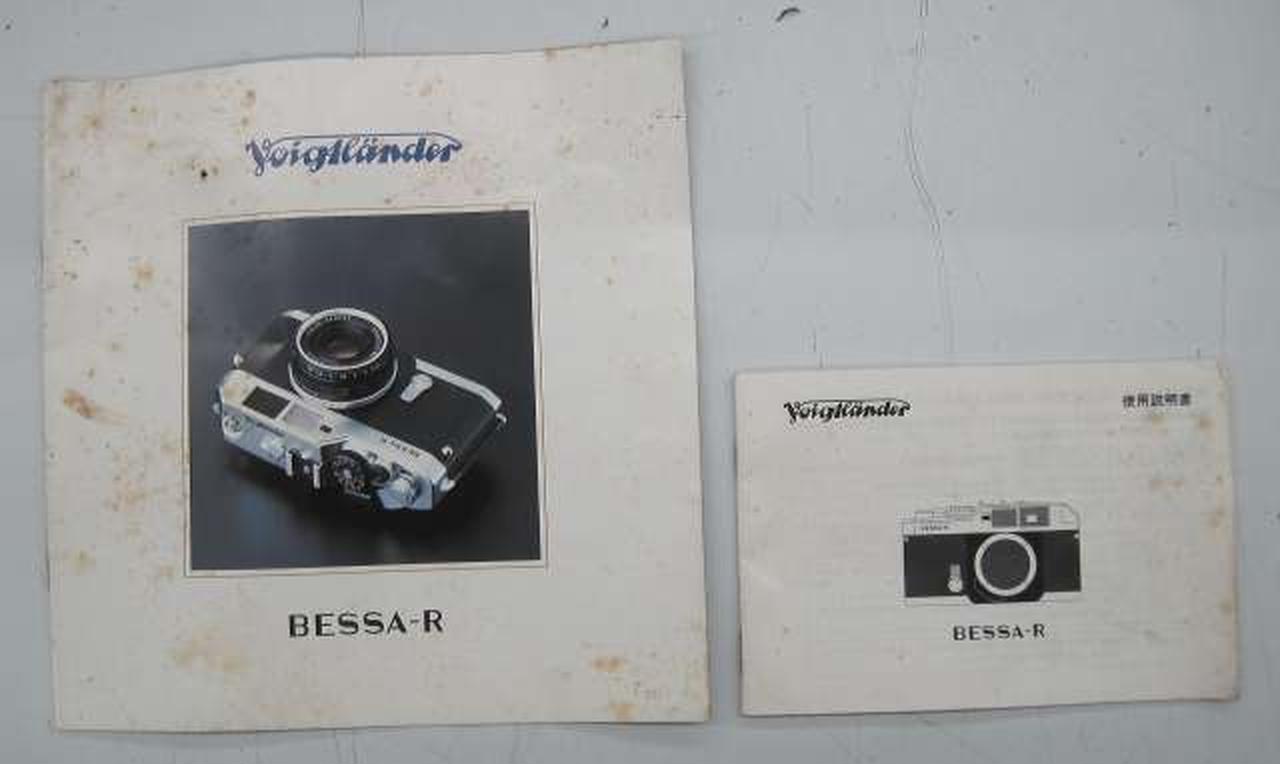 Voigtländer
BESSA-R
Voigtländer
使用説明書
BESSA-R